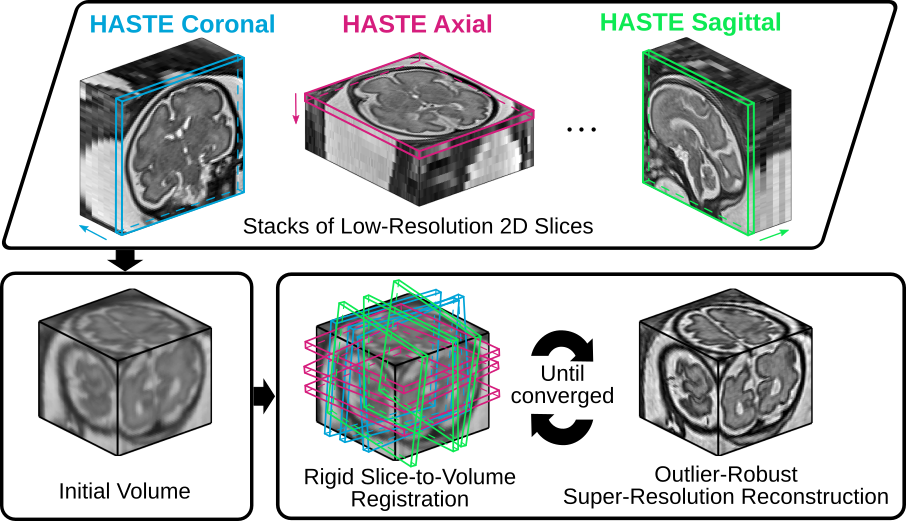 HASTE Coronal
HASTE Axial
HASTE Sagittal
...
Stacks of Low-Resolution 2D Slices
Initial Volume
Rigid Slice-to-Volume
Registration
Until
converged
Outlier-Robust
Super-Resolution Reconstruction